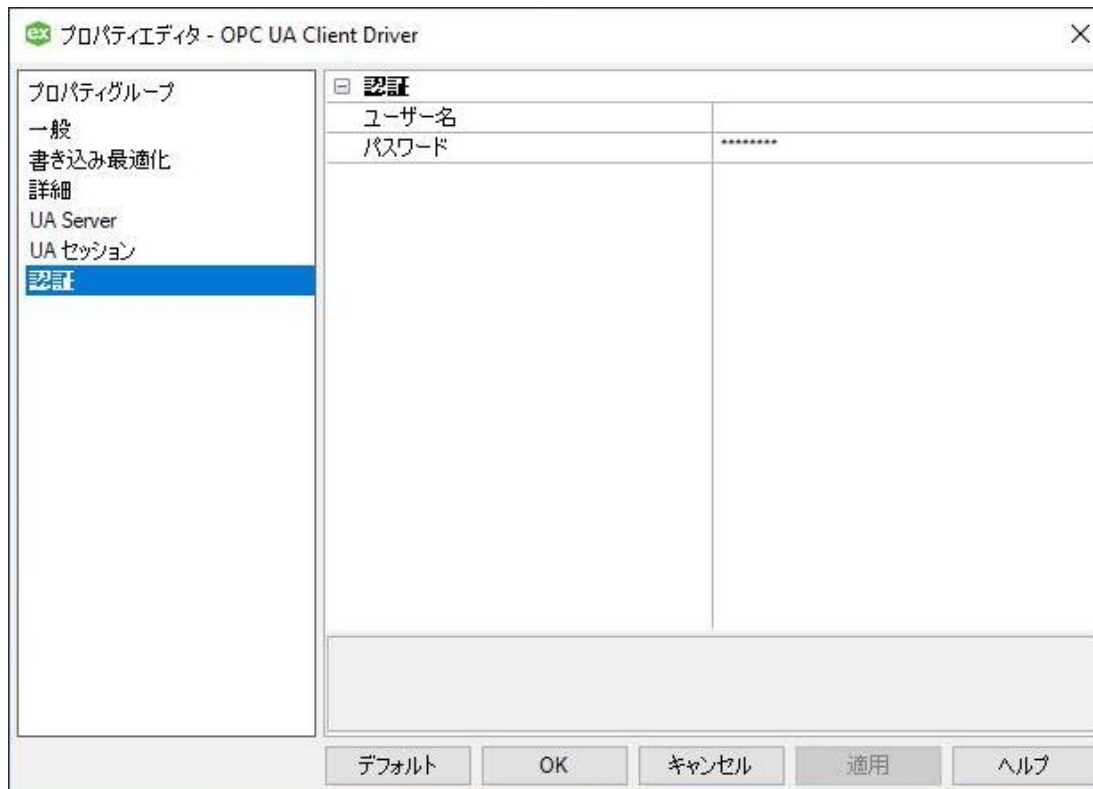 プロパティエディタ - OPC UA Client Driver
プロパティグループ
一般
書き込み最適化
詳細
UA Server
UA セッション
認証
認証
ユーザー名
パスワード ********
デフォルト
OK
キャンセル
適用
ヘルプ